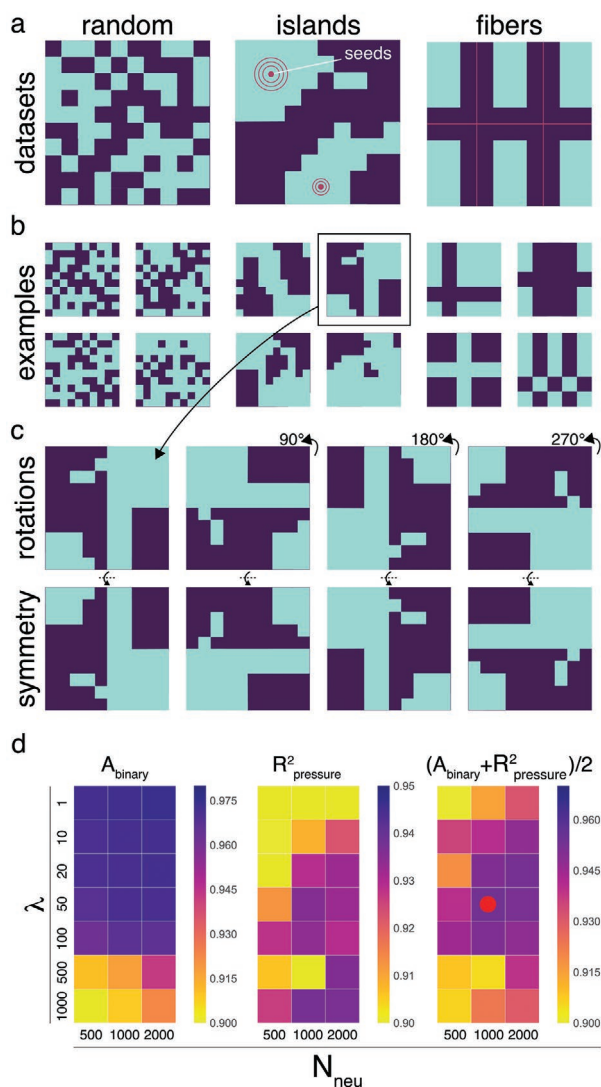 a
random islands fibers
datasets
seeds
b
examples
c
rotations
90° 180° 270°
symmetry
d
A_binary R²_pressure (A_binary+R²_pressure)/2
λ
1
10
20
50
100
500
1000
0.975
0.960
0.945
0.930
0.915
0.900
0.95
0.94
0.93
0.92
0.91
0.90
0.960
0.945
0.930
0.915
0.900
500 1000 2000 500 1000 2000 500 1000 2000
N_neu